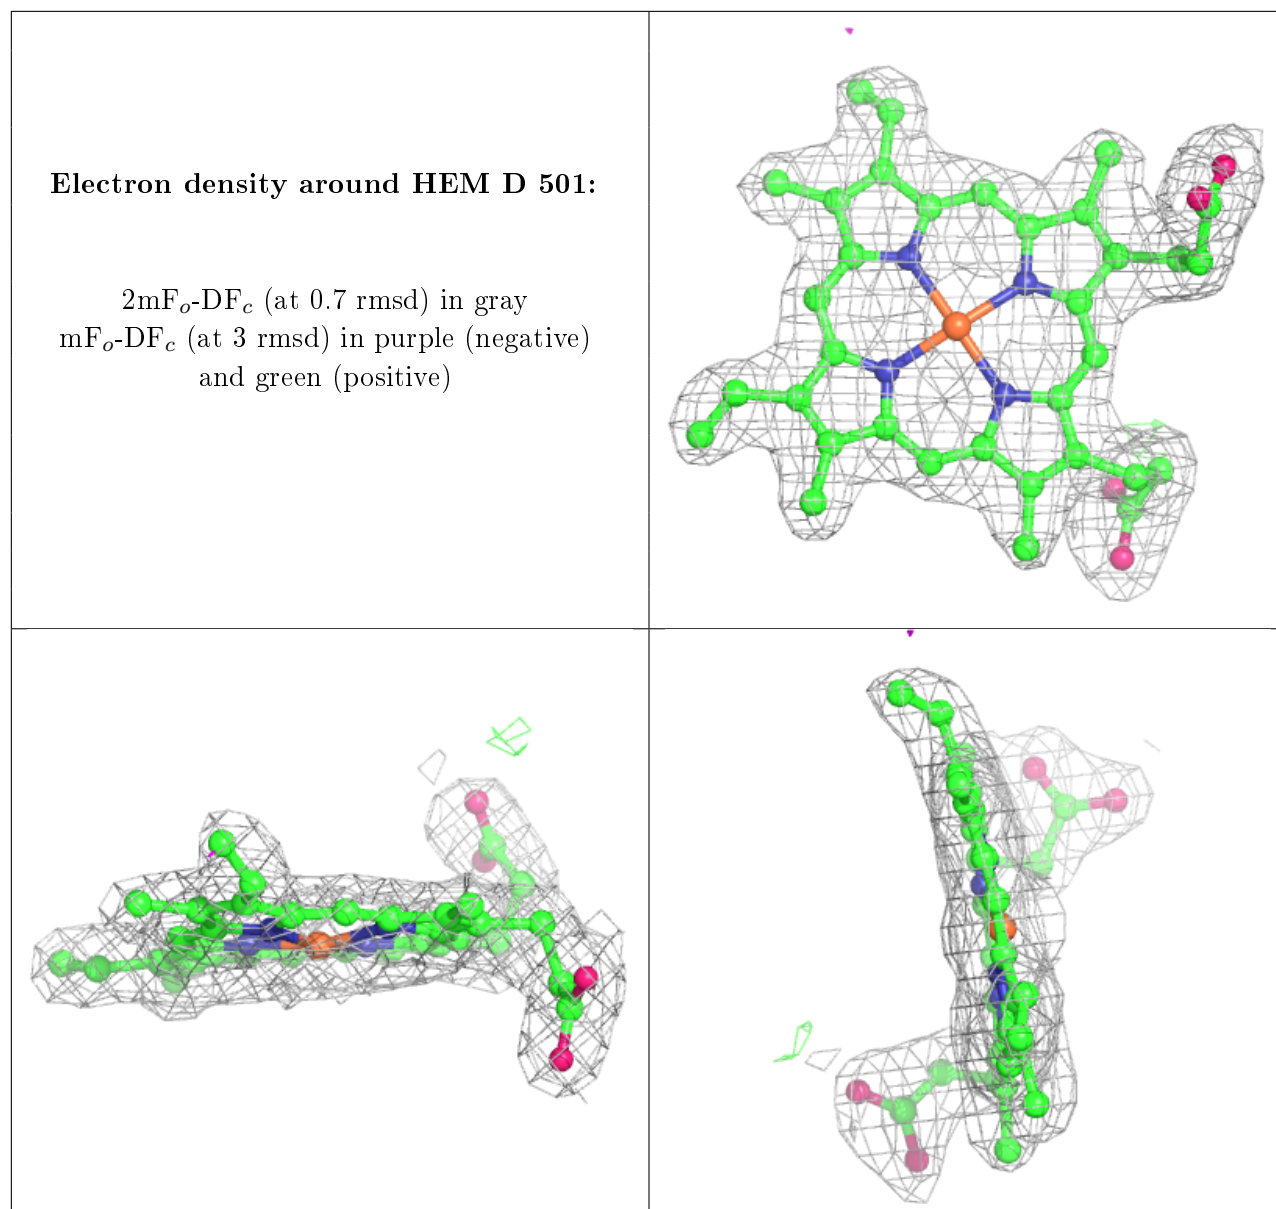 Electron density around HEM D 501:
2mFₒ-DF𝑐 (at 0.7 rmsd) in gray
mFₒ-DF𝑐 (at 3 rmsd) in purple (negative)
and green (positive)